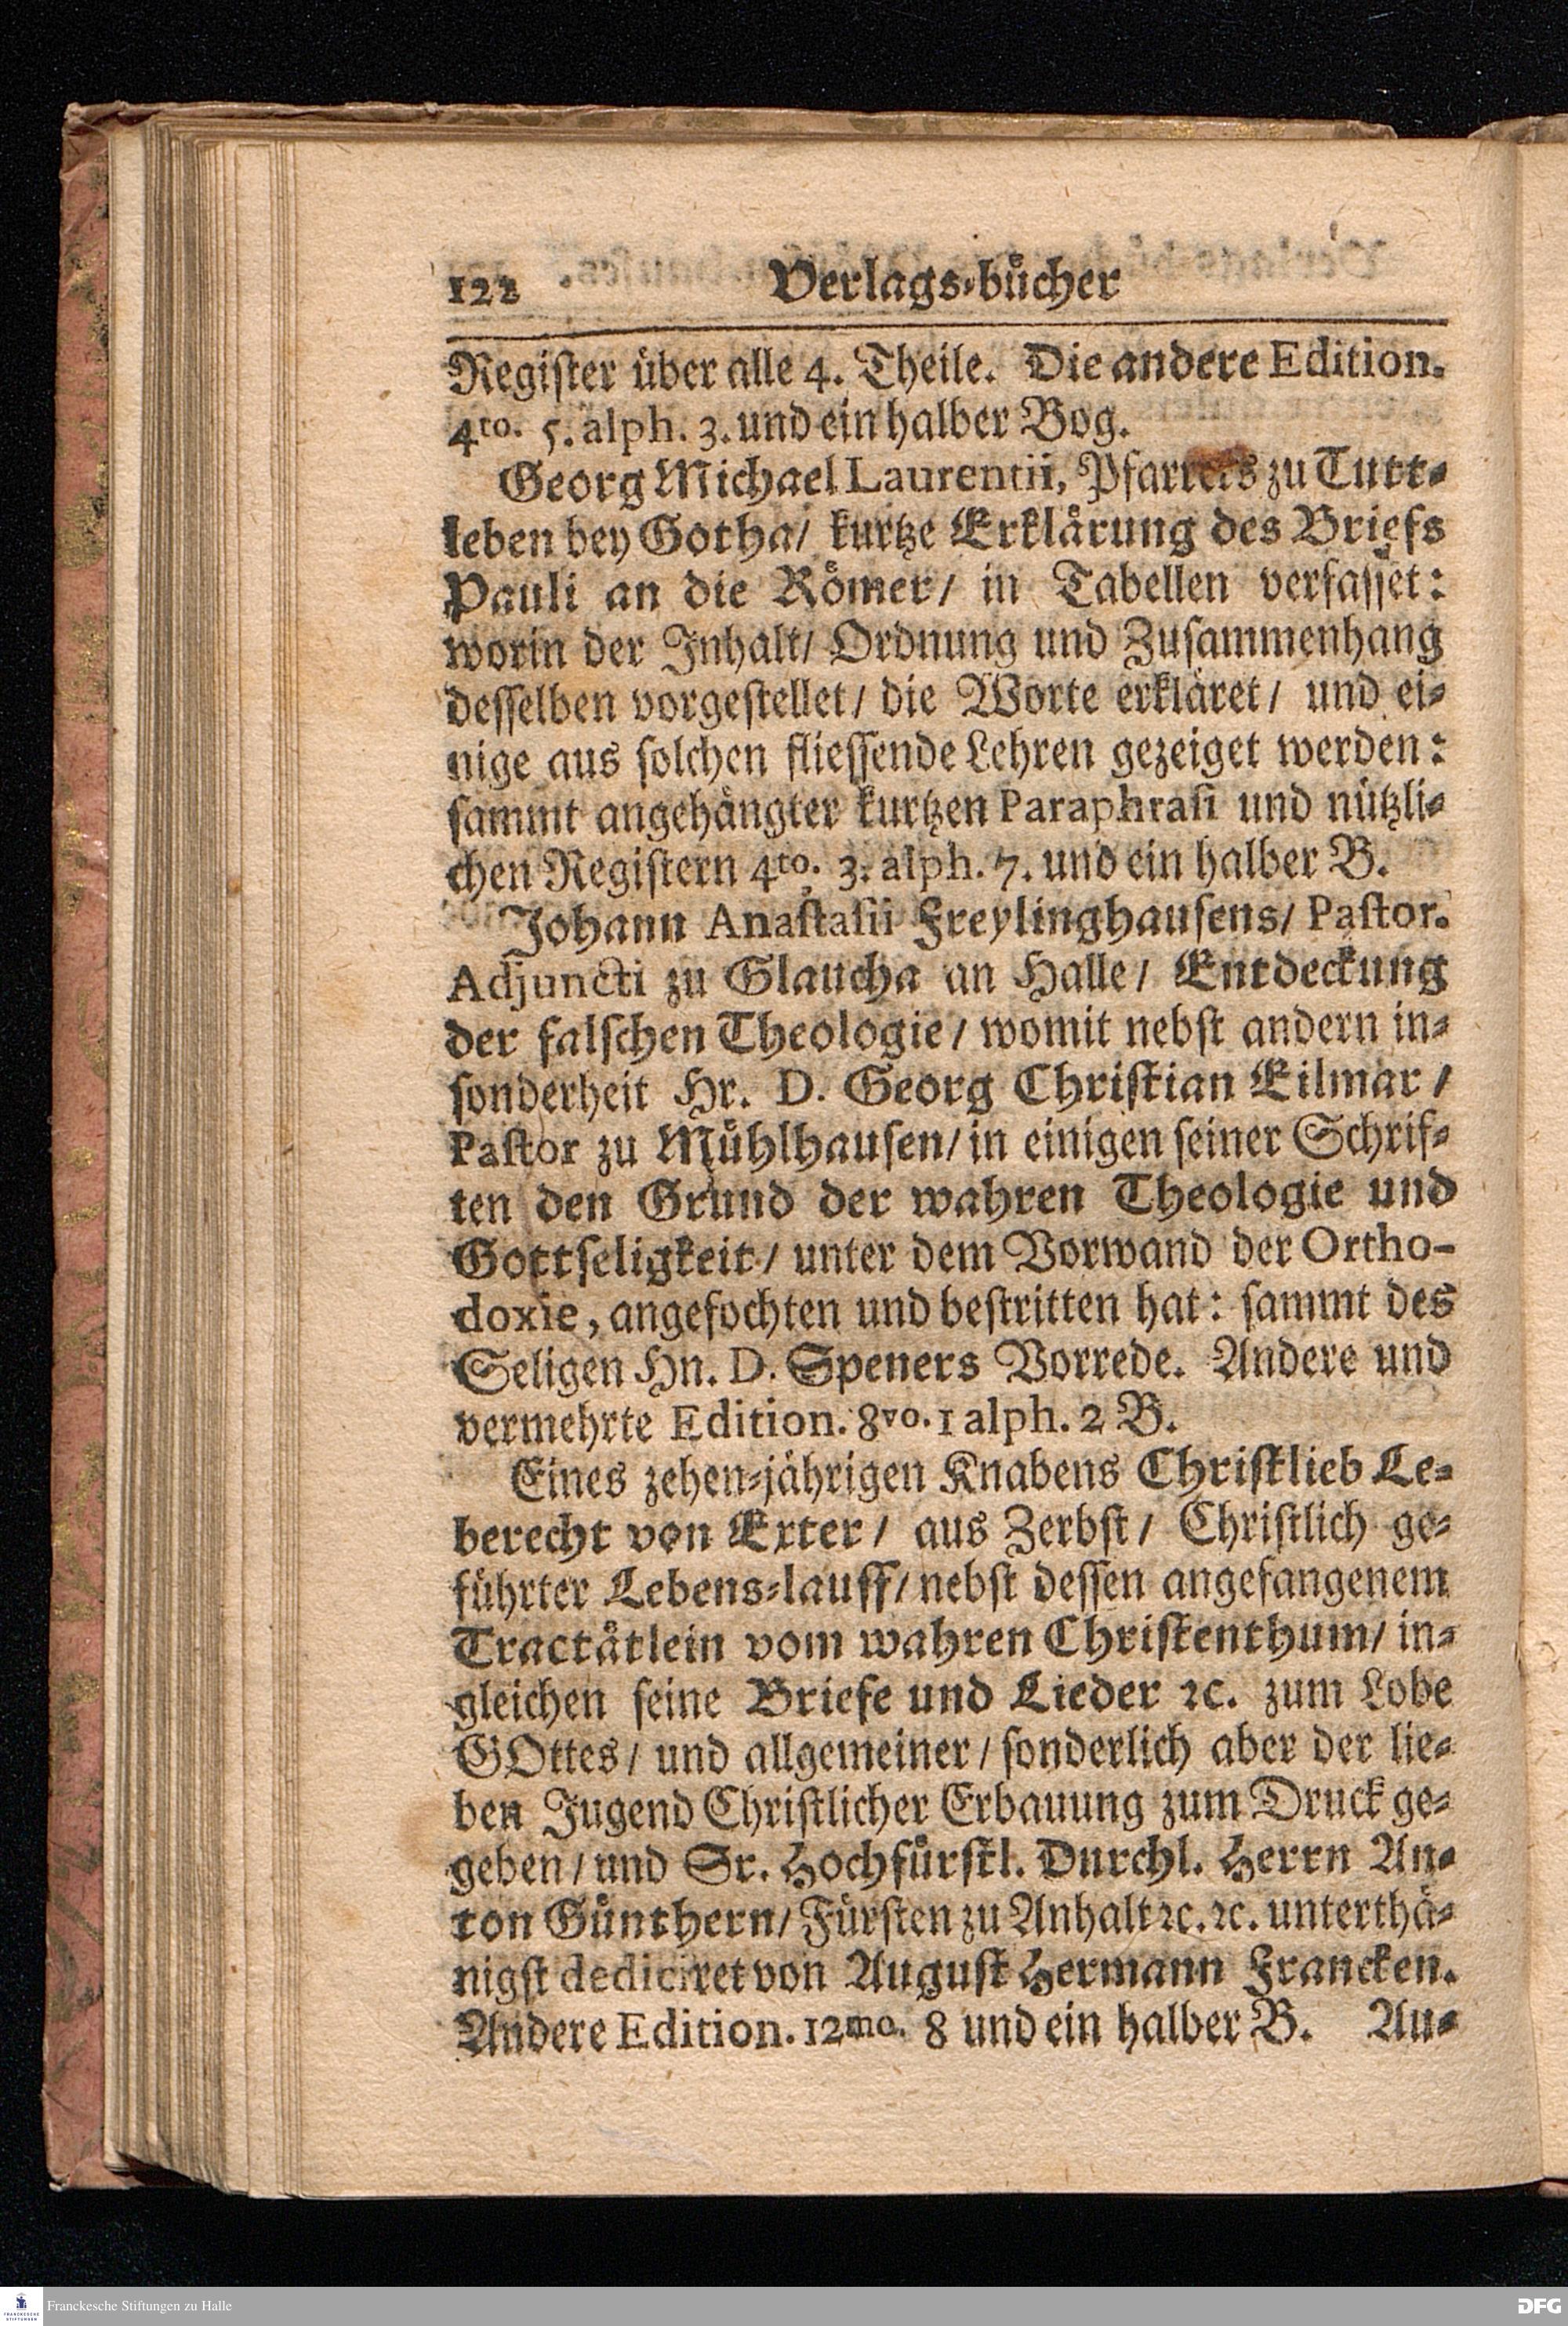 122 Verlags-bücher
Register über alle 4. Theile. Die andere Edition.
4to. 5. alph. 3. und ein halber Bog.
Georg Michael Laurentii, Pfarrers zu Tutt-
leben bey Gotha/ kurtze Erklärung des Briefs
Pauli an die Römer/ in Tabellen verfasset:
worin der Inhalt/ Ordnung und Zusammenhang
desselben vorgestellet/ die Worte erkläret/ und ei-
nige aus solchen fliessende Lehren gezeiget werden:
sammt angehängter kurtzen Paraphrasi und nützli-
chen Registern 4to. 3. alph. 7. und ein halber B.
Johann Anastasii Freylinghausens/ Pastor.
Adjuncti zu Glaucha an Halle/ Entdeckung
der falschen Theologie/ womit nebst andern in-
sonderheit Hr. D. Georg Christian Eilmar/
Pastor zu Mühlhausen/ in einigen seiner Schrif-
ten den Grund der wahren Theologie und
Gottseligkeit/ unter dem Vorwand der Ortho-
doxie, angefochten und bestritten hat: sammt des
Seligen Hn. D. Speners Vorrede. Andere und
vermehrte Edition. 8vo. 1 alph. 2 B.
Eines zehen-jährigen Knabens Christlieb Le-
berecht von Exter/ aus Zerbst/ Christlich ge-
führter Lebens-lauff/ nebst dessen angefangenem
Tractätlein vom wahren Christenthum/ in-
gleichen seine Briefe und Lieder ꝛc. zum Lobe
GOttes/ und allgemeiner/ sonderlich aber der lie-
ben Jugend Christlicher Erbauung zum Druck ge-
geben/ und Sr. Hochfürstl. Durchl. Herrn An-
ton Günthern/ Fürsten zu Anhalt ꝛc. ꝛc. unterthä-
nigst dediciret von August Hermann Francken.
Andere Edition. 12mo. 8 und ein halber B. An-
FRANCKESCHE
STIFTUNGEN
Franckesche Stiftungen zu Halle
DFG